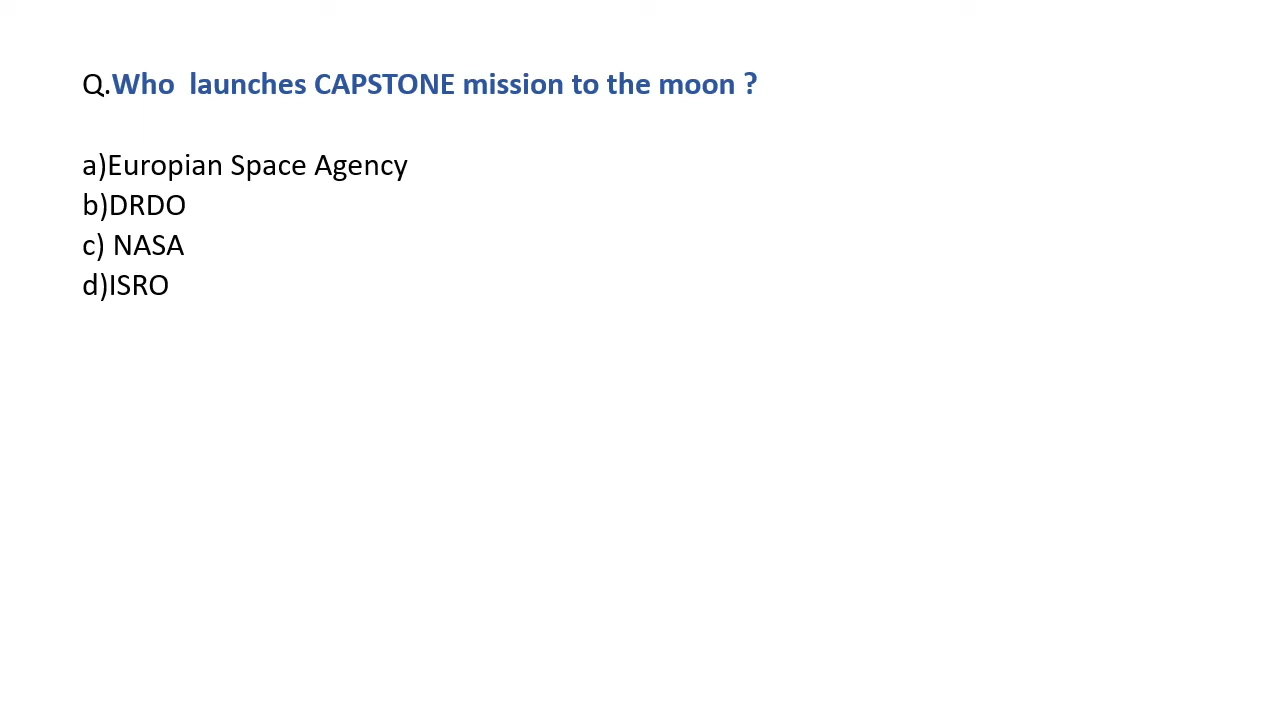 Q.Who  launches CAPSTONE mission to the moon ?
a)Europian Space Agency
b)DRDO
c) NASA
d)ISRO